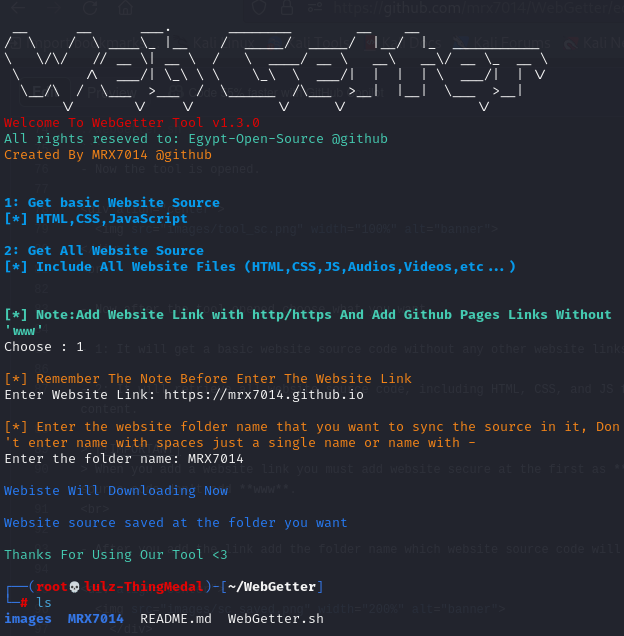 WebGetter
Welcome To WebGetter Tool v1.3.0
All rights reseved to: Egypt-Open-Source @github
Created By MRX7014 @github
1: Get basic Website Source
[*] HTML,CSS,JavaScript
2: Get All Website Source
[*] Include All Website Files (HTML,CSS,JS,Audios,Videos,etc...)
[*] Note:Add Website Link with http/https And Add Github Pages Links Without
'www'
Choose : 1
[*] Remember The Note Before Enter The Website Link
Enter Website Link: https://mrx7014.github.io
[*] Enter the website folder name that you want to sync the source in it, Don
't enter name with spaces just a single name or name with -
Enter the folder name: MRX7014
Webiste Will Downloading Now
Website source saved at the folder you want
Thanks For Using Our Tool <3
┌──(root💀lulz-ThingMedal)-[~/WebGetter]
└─# ls
images MRX7014 README.md WebGetter.sh